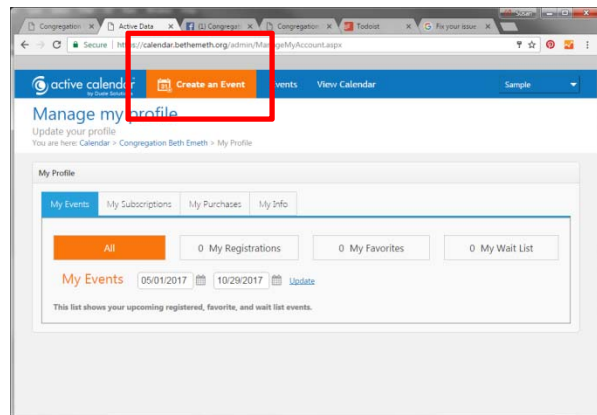 Congregation
Active Data
(1) Congregati
Congregation
Todoist
Fix your issue
Secure
https://calendar.bethemeth.org/admin/ManageMyAccount.aspx
active calendar
by Dude Solutions
Create an Event
Events
View Calendar
Sample
Manage my profile
Update your profile
You are here: Calendar > Congregation Beth Emeth > My Profile
My Profile
My Events
My Subscriptions
My Purchases
My Info
All
0 My Registrations
0 My Favorites
0 My Wait List
My Events
05/01/2017
10/29/2017
Update
This list shows your upcoming registered, favorite, and wait list events.